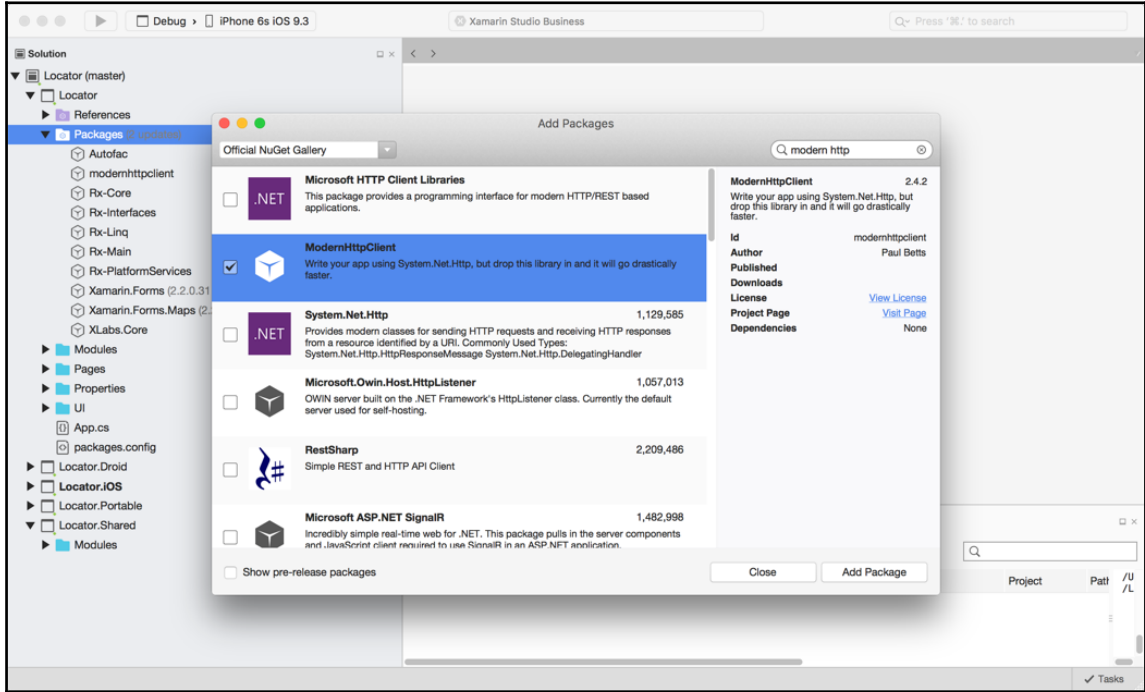 Debug › iPhone 6s iOS 9.3
Xamarin Studio Business
Press '⌘.' to search
Solution
Locator (master)
Locator
References
Packages
Autofac
modernhttpclient
Rx-Core
Rx-Interfaces
Rx-Linq
Rx-Main
Rx-PlatformServices
Xamarin.Forms (2.2.0.31
Xamarin.Forms.Maps (2.
XLabs.Core
Modules
Pages
Properties
UI
App.cs
packages.config
Locator.Droid
Locator.iOS
Locator.Portable
Locator.Shared
Modules
Add Packages
Official NuGet Gallery
modern http
.NET
Microsoft HTTP Client Libraries
This package provides a programming interface for modern HTTP/REST based
applications.
ModernHttpClient
Write your app using System.Net.Http, but drop this library in and it will go drastically
faster.
.NET
System.Net.Http 1,129,585
Provides modern classes for sending HTTP requests and receiving HTTP responses
from a resource identified by a URI. Commonly Used Types:
System.Net.Http.HttpResponseMessage System.Net.Http.DelegatingHandler
Microsoft.Owin.Host.HttpListener 1,057,013
OWIN server built on the .NET Framework's HttpListener class. Currently the default
server used for self-hosting.
RestSharp 2,209,486
Simple REST and HTTP API Client
Microsoft ASP.NET SignalR 1,482,998
Incredibly simple real-time web for .NET. This package pulls in the server components
and JavaScript client required to use SignalR in an ASP.NET application.
ModernHttpClient 2.4.2
Write your app using System.Net.Http, but
drop this library in and it will go drastically
faster.
Id modernhttpclient
Author Paul Betts
Published
Downloads
License View License
Project Page Visit Page
Dependencies None
Show pre-release packages
Close
Add Package
Project
Path
/U
/L
Tasks